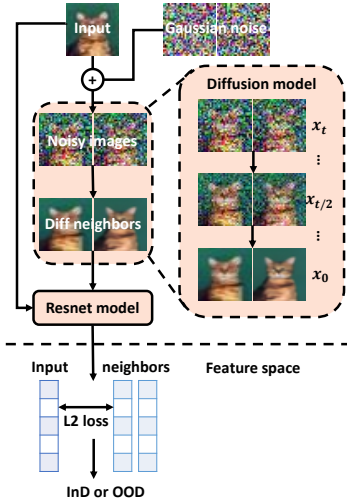 Input
Gaussian noise
+
Diffusion model
Noisy images
x_t
⋮
x_{t/2}
Diff neighbors
⋮
x_0
Resnet model
Input
neighbors
Feature space
L2 loss
InD or OOD